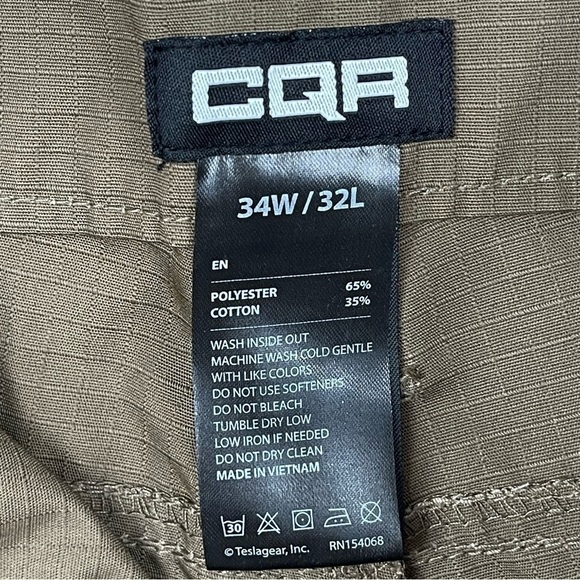 CQR
34W / 32L
EN
POLYESTER 65%
COTTON 35%
WASH INSIDE OUT
MACHINE WASH COLD GENTLE
WITH LIKE COLORS
DO NOT USE SOFTENERS
DO NOT BLEACH
TUMBLE DRY LOW
LOW IRON IF NEEDED
DO NOT DRY CLEAN
MADE IN VIETNAM
30
© Teslagear, Inc. RN154068